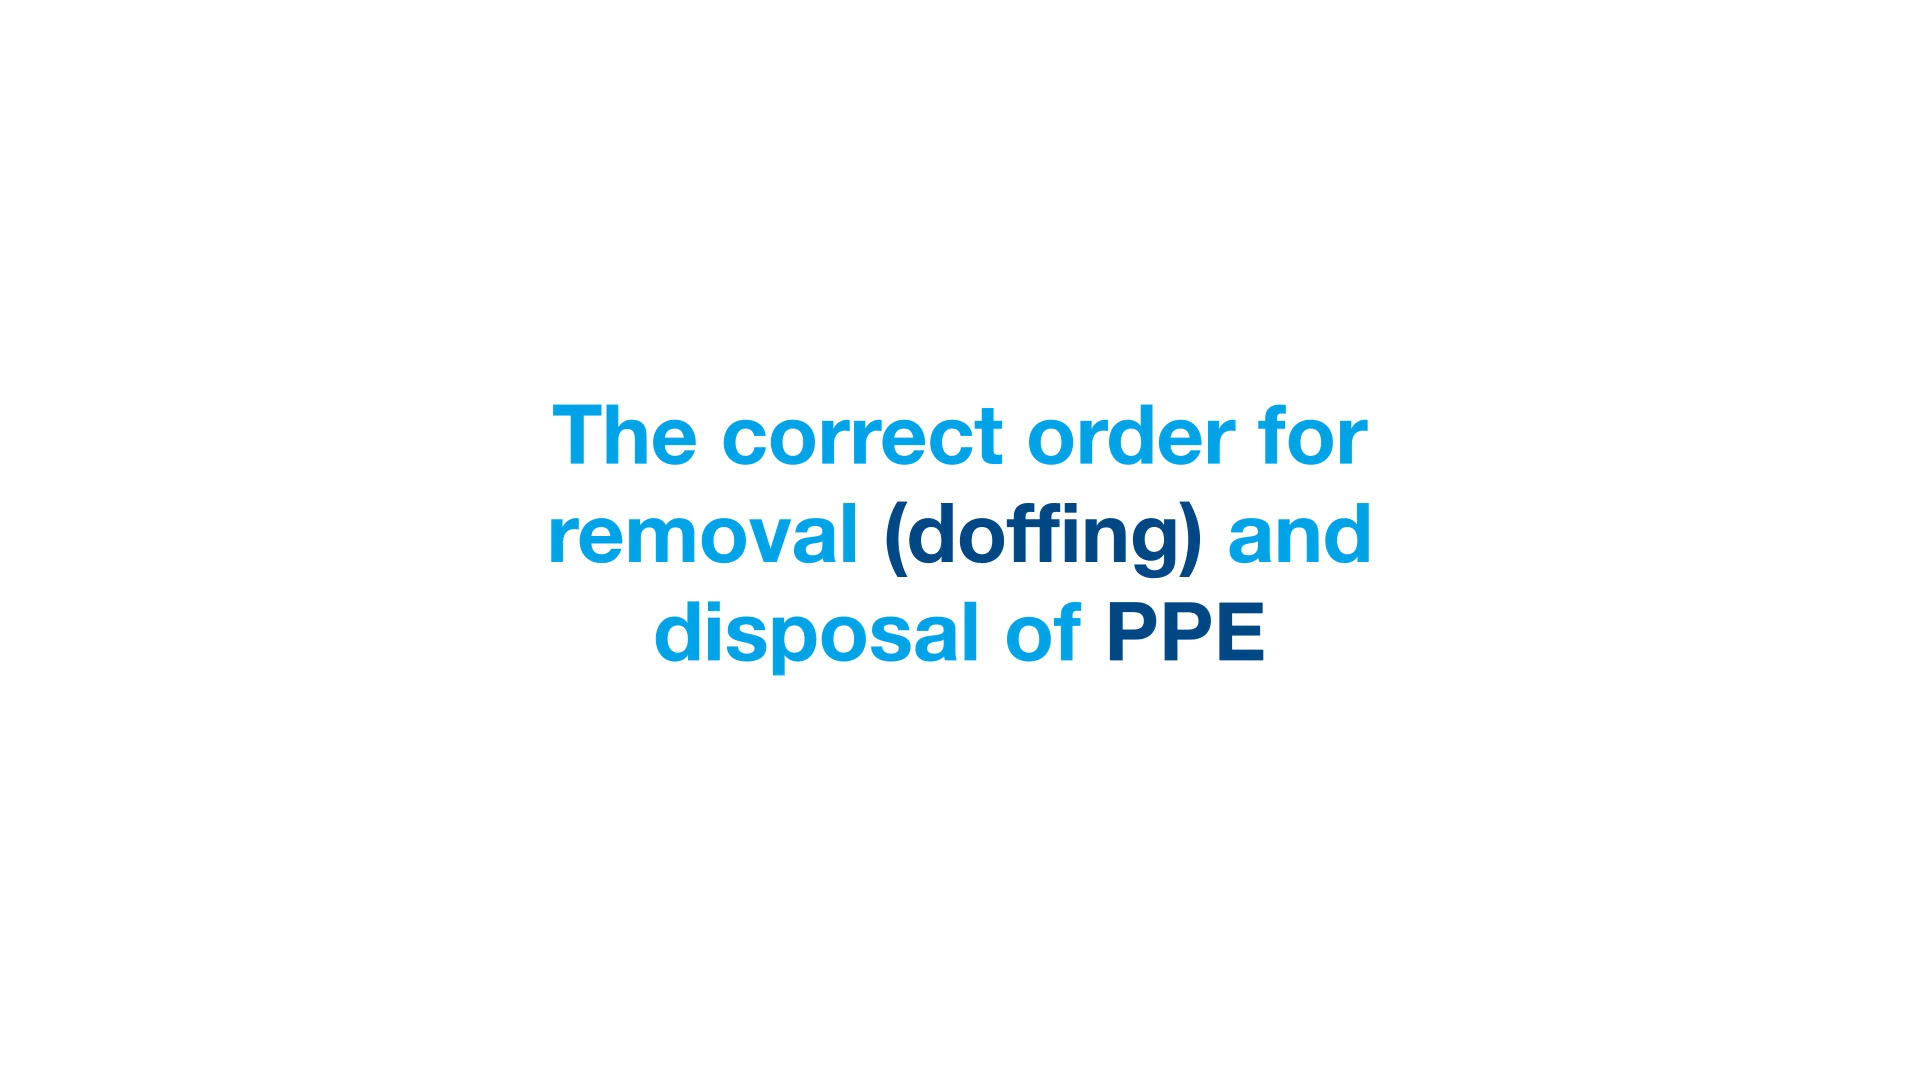 The correct order for
removal (doffing) and
disposal of PPE